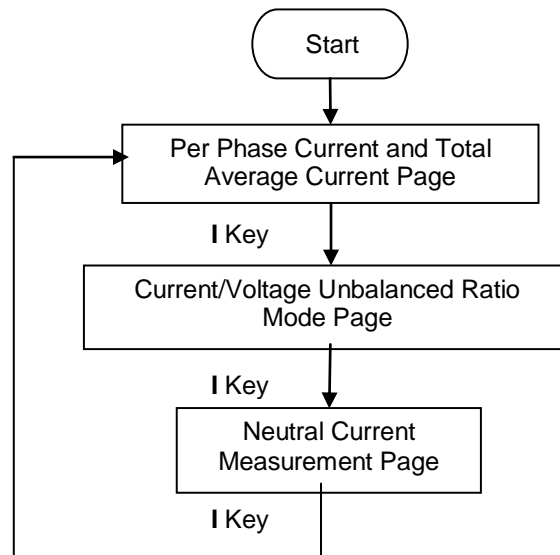 Start
Per Phase Current and Total
Average Current Page
I Key
Current/Voltage Unbalanced Ratio
Mode Page
I Key
Neutral Current
Measurement Page
I Key